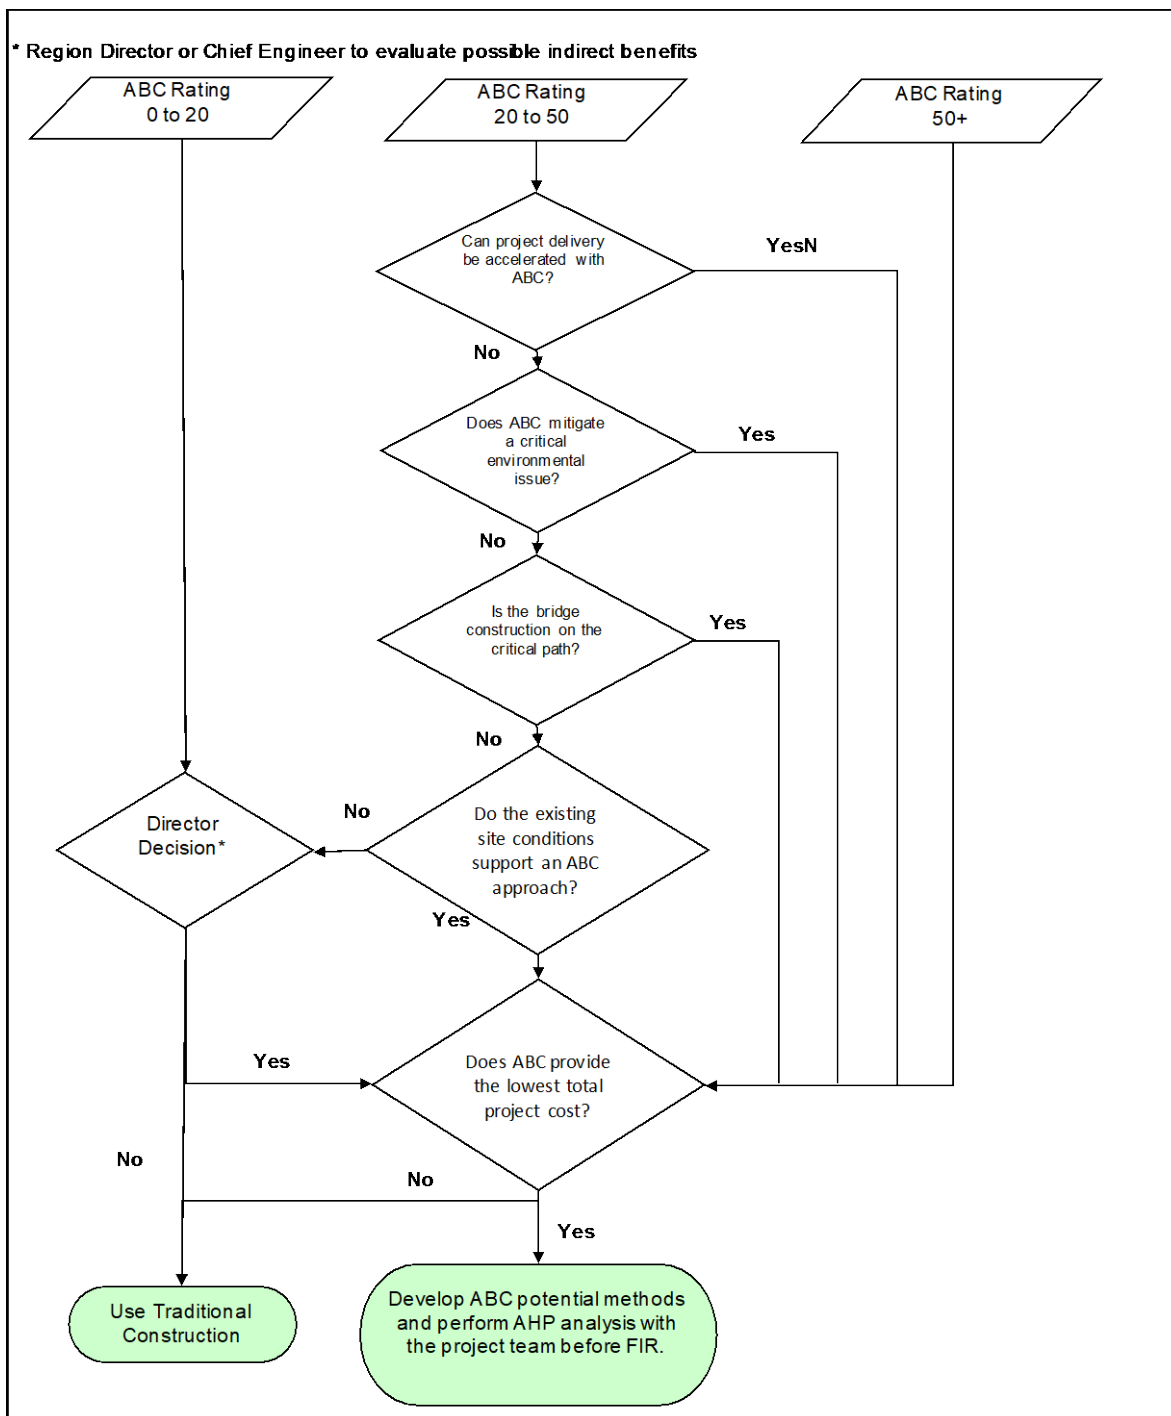 * Region Director or Chief Engineer to evaluate possible indirect benefits
ABC Rating
0 to 20
ABC Rating
20 to 50
ABC Rating
50+
Can project delivery
be accelerated with
ABC?
YesN
No
Does ABC mitigate
a critical
environmental
issue?
Yes
No
Is the bridge
construction on the
critical path?
Yes
No
Director
Decision*
No
Do the existing
site conditions
support an ABC
approach?
Yes
Does ABC provide
the lowest total
project cost?
Yes
No
No
Yes
Use Traditional
Construction
Develop ABC potential methods
and perform AHP analysis with
the project team before FIR.